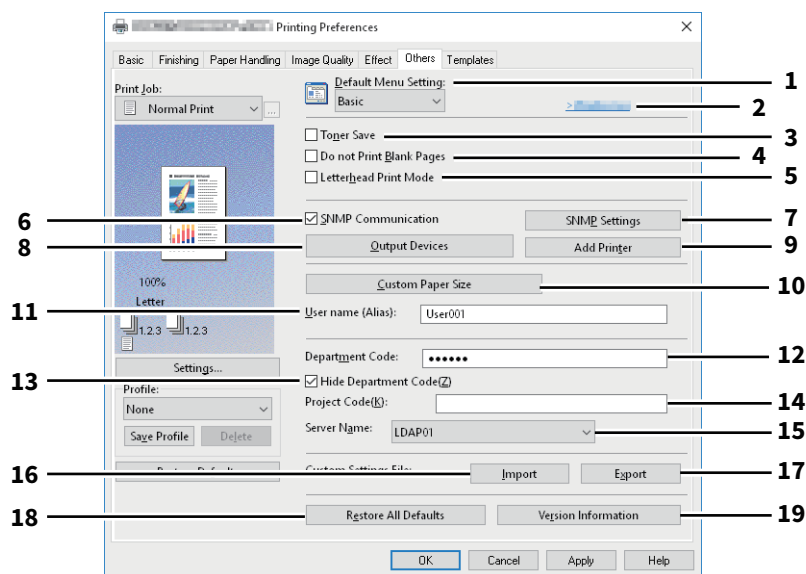 Printing Preferences
Basic Finishing Paper Handling Image Quality Effect Others Templates
Print Job:
Normal Print
...
100%
Letter
1.2.3 1.2.3
Settings...
Profile:
None
Save Profile Delete
Default Menu Setting:
Basic
>
Toner Save
Do not Print Blank Pages
Letterhead Print Mode
SNMP Communication SNMP Settings
Output Devices Add Printer
Custom Paper Size
User name (Alias): User001
Department Code: ●●●●●●
Hide Department Code(Z)
Project Code(K):
Server Name: LDAP01
Custom Settings File: Import Export
Restore All Defaults Version Information
OK Cancel Apply Help
1
2
3
4
5
6
7
8
9
10
11
12
13
14
15
16
17
18
19